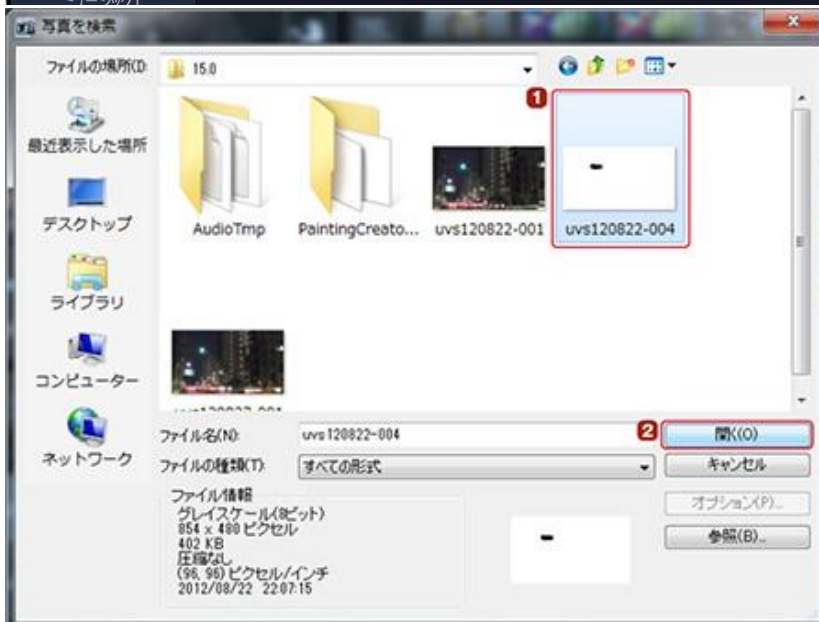 写真を検索
ファイルの場所(I):
15.0
1
最近表示した場所
デスクトップ
ライブラリ
コンピューター
ネットワーク
AudioTmp
PaintingCreato...
uvs120822-001
uvs120822-004
ファイル名(N):
uvs120822-004
2
開く(O)
ファイルの種類(T):
すべての形式
キャンセル
ファイル情報
グレイスケール(8ビット)
854 x 480 ピクセル
402 KB
圧縮なし
(96, 96) ピクセル/インチ
2012/08/22 22:07:15
オプション(P)...
参照(B)...